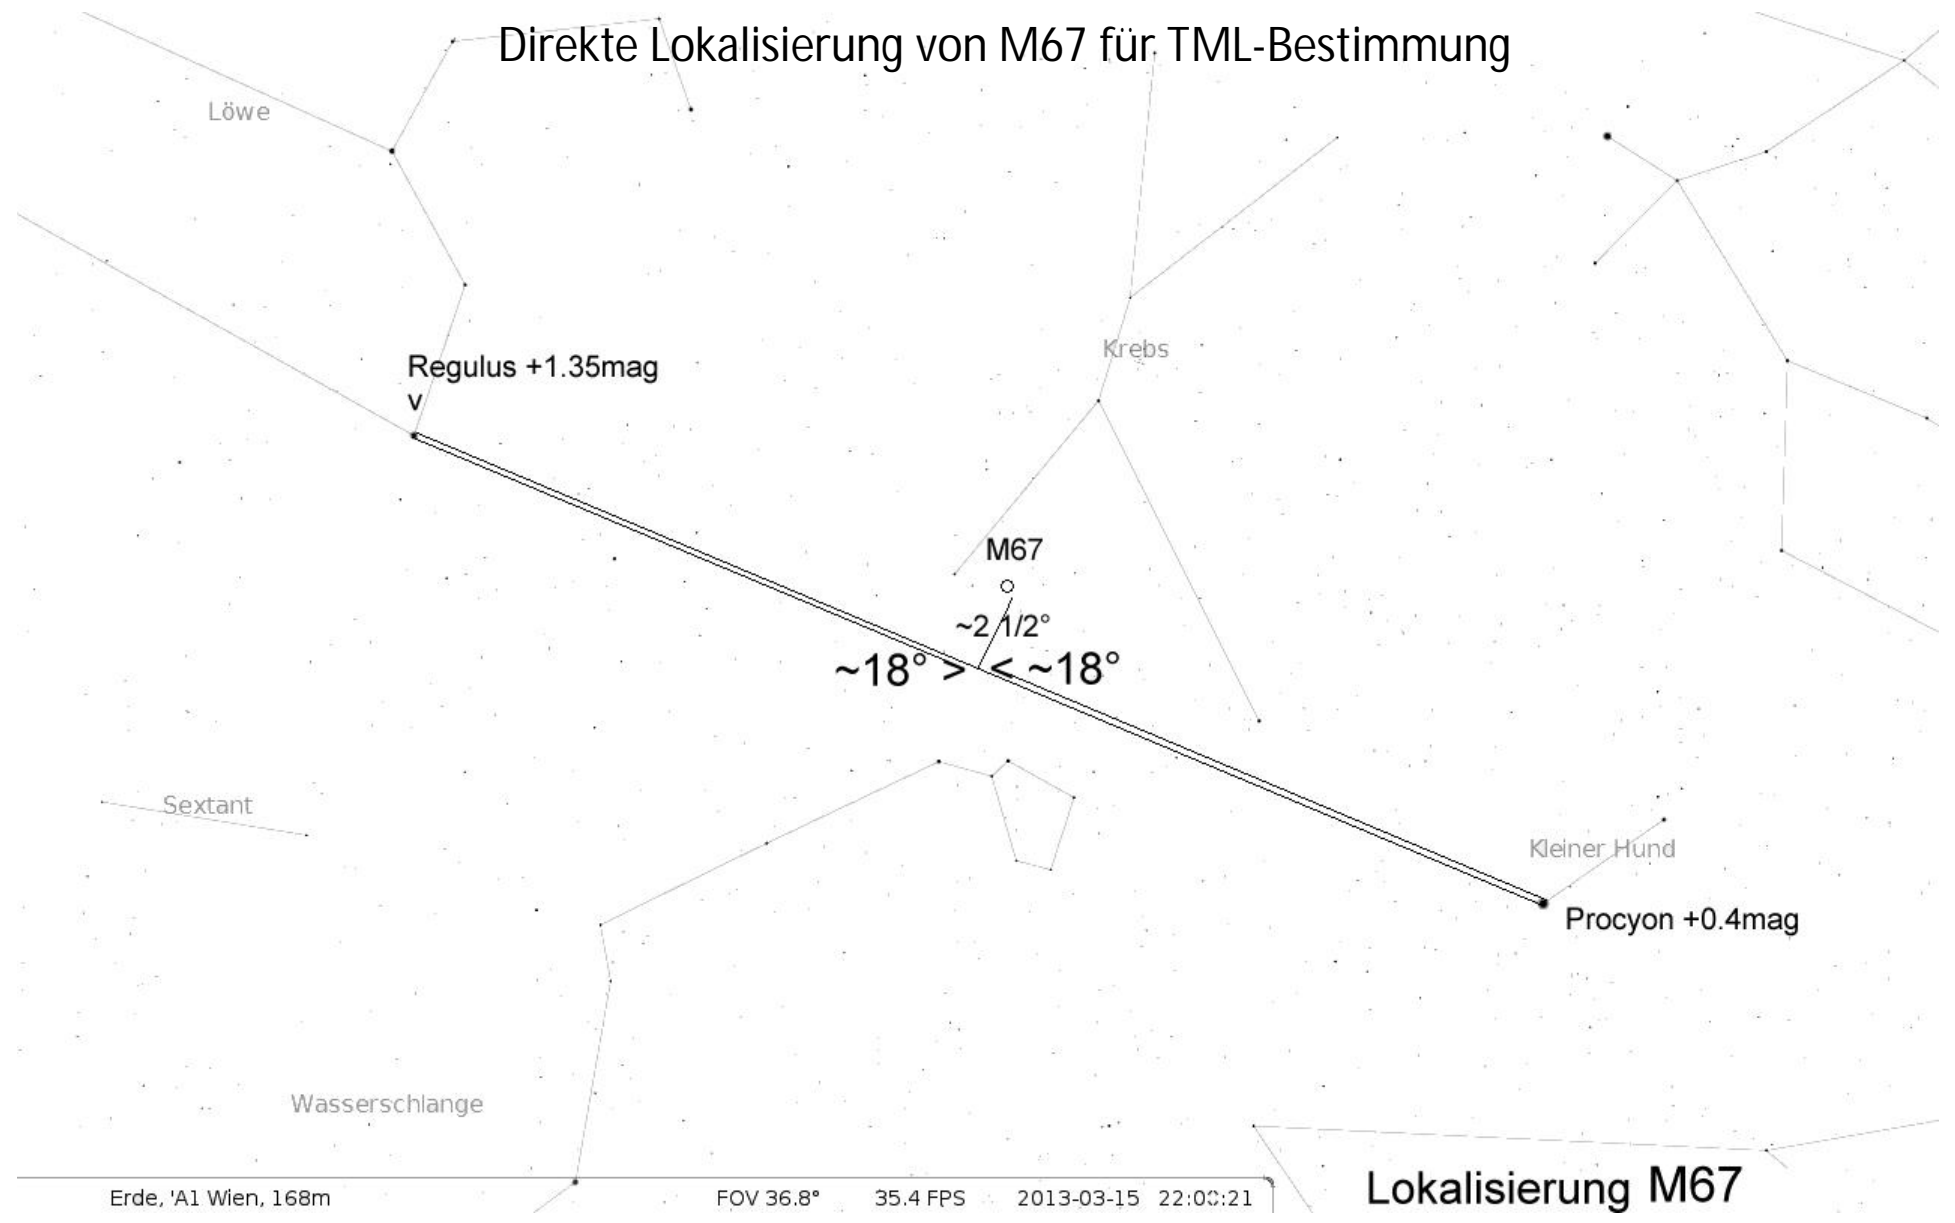 Direkte Lokalisierung von M67 für TML-Bestimmung
Löwe
Krebs
Regulus +1.35mag
v
M67
~2 1/2°
~18° > < ~18°
Sextant
Kleiner Hund
Procyon +0.4mag
Wasserschlange
Erde, 'A1 Wien, 168m FOV 36.8° 35.4 FPS 2013-03-15
Lokalisierung M67